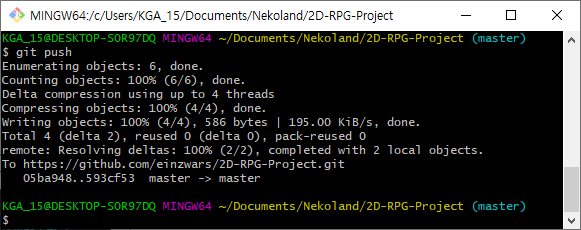 MINGW64:/c/Users/KGA_15/Documents/Nekoland/2D-RPG-Project
KGA_15@DESKTOP-SOR97DQ MINGW64 ~/Documents/Nekoland/2D-RPG-Project (master)
$ git push
Enumerating objects: 6, done.
Counting objects: 100% (6/6), done.
Delta compression using up to 4 threads
Compressing objects: 100% (4/4), done.
Writing objects: 100% (4/4), 586 bytes | 195.00 KiB/s, done.
Total 4 (delta 2), reused 0 (delta 0), pack-reused 0
remote: Resolving deltas: 100% (2/2), completed with 2 local objects.
To https://github.com/einzwars/2D-RPG-Project.git
   05ba948..593cf53  master -> master
KGA_15@DESKTOP-SOR97DQ MINGW64 ~/Documents/Nekoland/2D-RPG-Project (master)
$